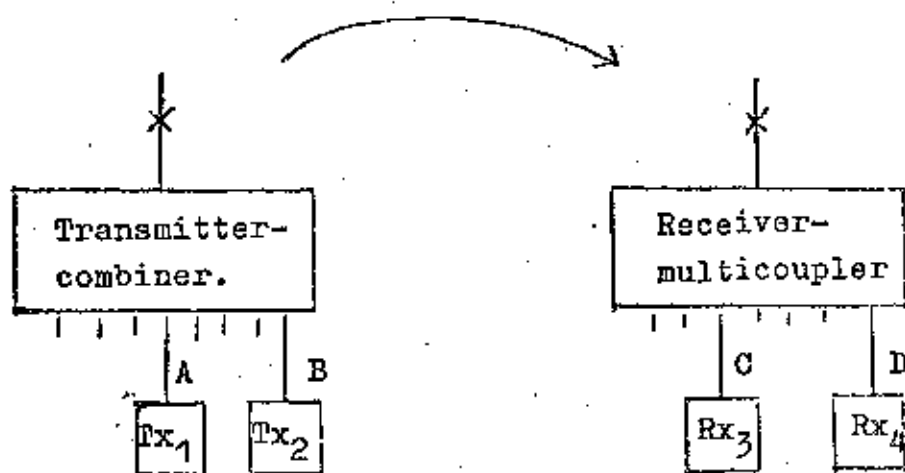 Transmitter-
combiner.
Receiver-
multicoupler
A
B
C
D
Tx1
Tx2
Rx3
Rx4